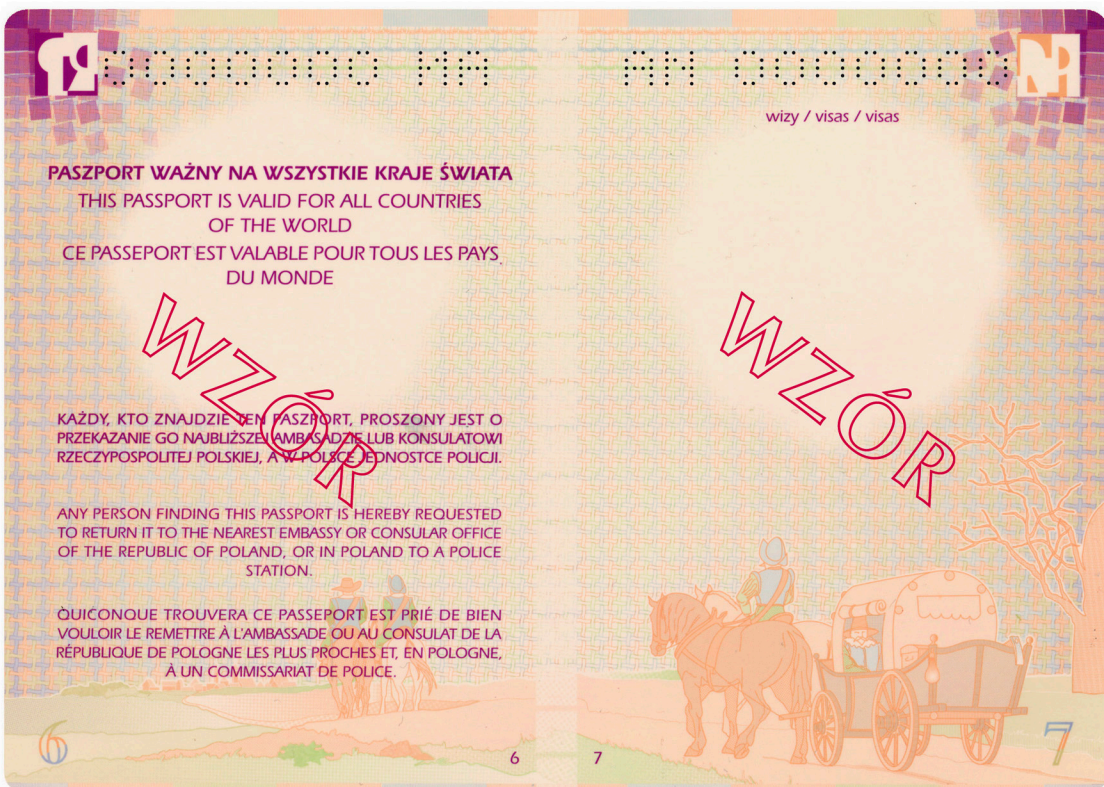 wizy / visas / visas
PASZPORT WAŻNY NA WSZYSTKIE KRAJE ŚWIATA
THIS PASSPORT IS VALID FOR ALL COUNTRIES
OF THE WORLD
CE PASSEPORT EST VALABLE POUR TOUS LES PAYS
DU MONDE
WZÓR
WZÓR
KAŻDY, KTO ZNAJDZIE TEN PASZPORT, PROSZONY JEST O
PRZEKAZANIE GO NAJBLIŻSZEJ AMBASADZIE LUB KONSULATOWI
RZECZYPOSPOLITEJ POLSKIEJ, A W POLSCE JEDNOSTCE POLICJI.
ANY PERSON FINDING THIS PASSPORT IS HEREBY REQUESTED
TO RETURN IT TO THE NEAREST EMBASSY OR CONSULAR OFFICE
OF THE REPUBLIC OF POLAND, OR IN POLAND TO A POLICE
STATION.
QUICONQUE TROUVERA CE PASSEPORT EST PRIÉ DE BIEN
VOULOIR LE REMETTRE À L'AMBASSADE OU AU CONSULAT DE LA
RÉPUBLIQUE DE POLOGNE LES PLUS PROCHES ET, EN POLOGNE,
À UN COMMISSARIAT DE POLICE.
6
6
7
7